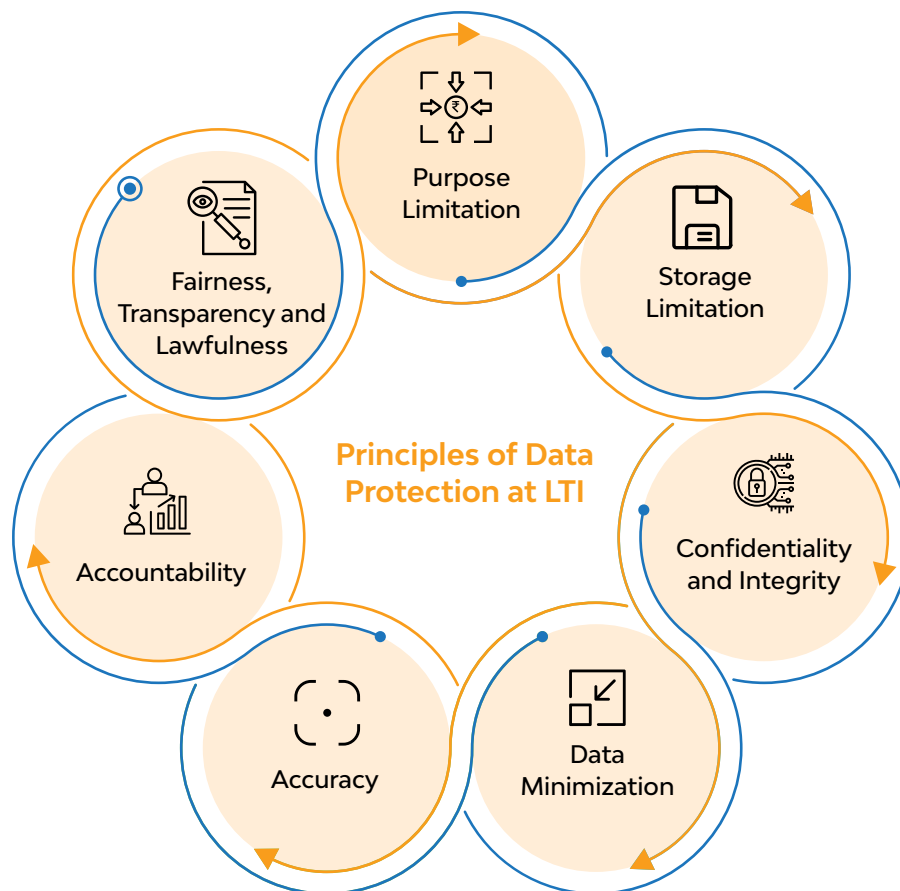 ₹
Purpose
Limitation
Storage
Limitation
Confidentiality
and Integrity
Data
Minimization
Accuracy
Accountability
Fairness,
Transparency and
Lawfulness
Principles of Data
Protection at LTI